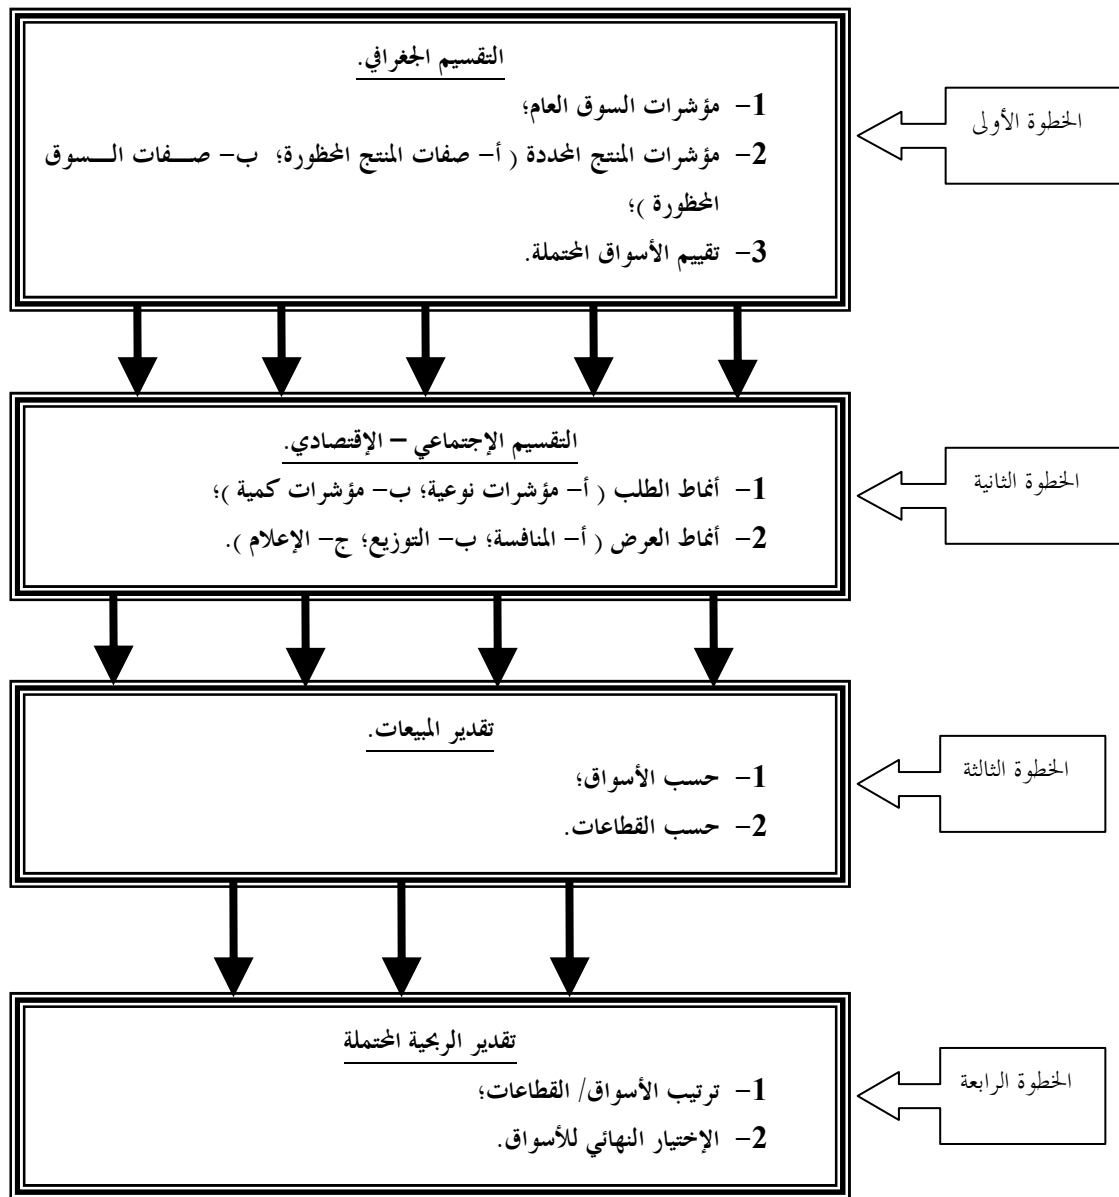 التقسيم الجغرافي.
1- مؤشرات السوق العام؛
2- مؤشرات المنتج المحددة ( أ- صفات المنتج المحظورة؛ ب- صفات السوق
المحظورة )؛
3- تقييم الأسواق المحتملة.
الخطوة الأولى
التقسيم الإجتماعي – الإقتصادي.
1- أنماط الطلب ( أ- مؤشرات نوعية؛ ب- مؤشرات كمية )؛
2- أنماط العرض ( أ- المنافسة؛ ب- التوزيع؛ ج- الإعلام ).
الخطوة الثانية
تقدير المبيعات.
1- حسب الأسواق؛
2- حسب القطاعات.
الخطوة الثالثة
تقدير الربحية المحتملة
1- ترتيب الأسواق/ القطاعات؛
2- الإختيار النهائي للأسواق.
الخطوة الرابعة